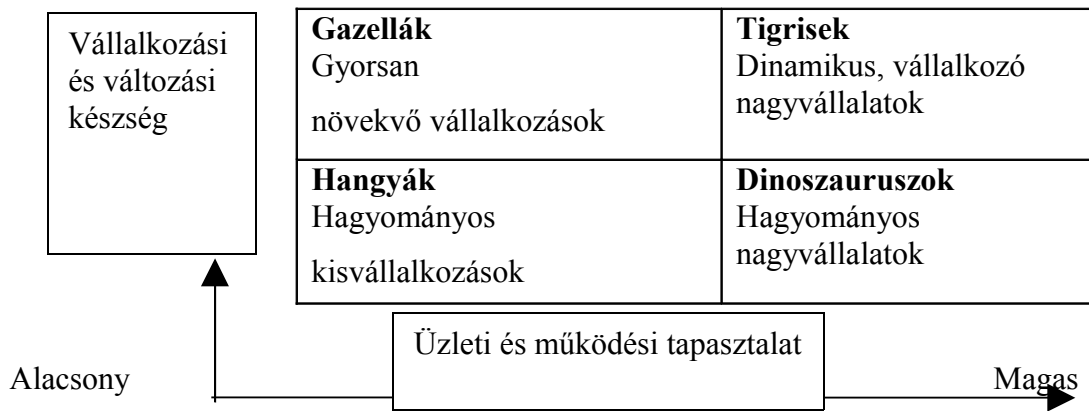 Vállalkozási
és változási
készség
Gazellák
Gyorsan
növekvő vállalkozások
Tigrisek
Dinamikus, vállalkozó
nagyvállalatok
Hangyák
Hagyományos
kisvállalkozások
Dinoszauruszok
Hagyományos
nagyvállalatok
Üzleti és működési tapasztalat
Alacsony
Magas